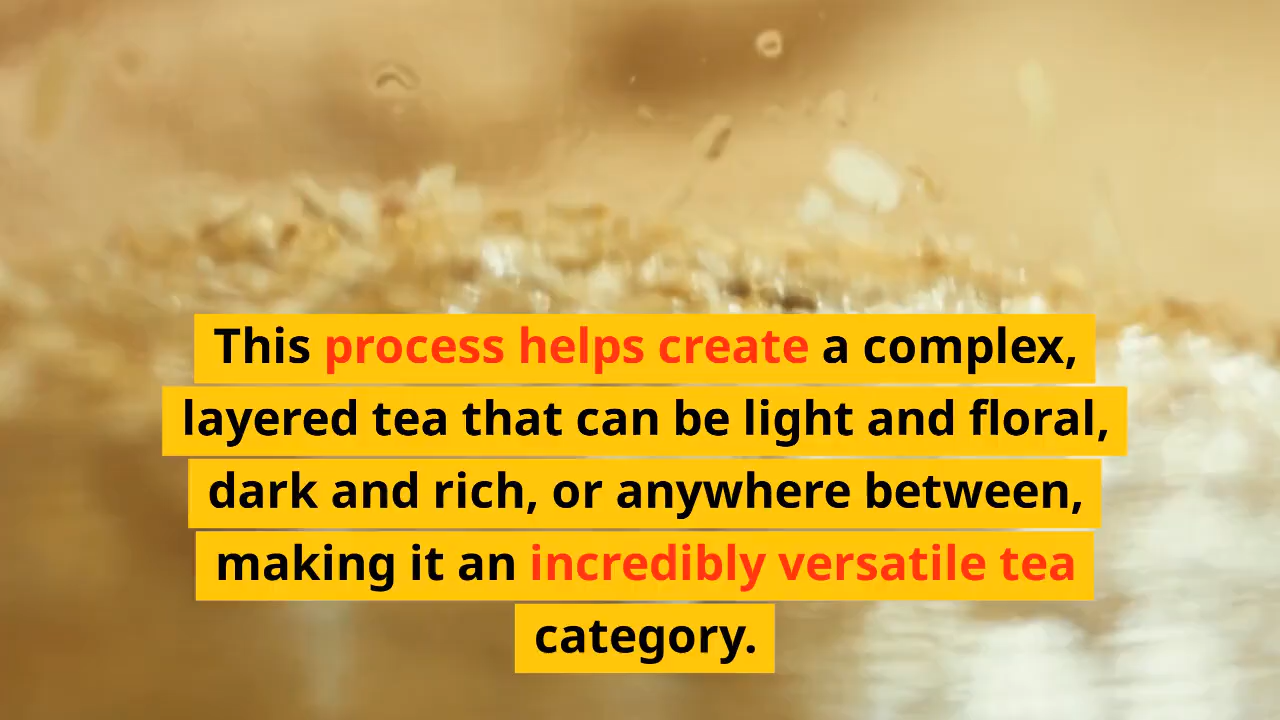 This process helps create a complex,
layered tea that can be light and floral,
dark and rich, or anywhere between,
making it an incredibly versatile tea
category.